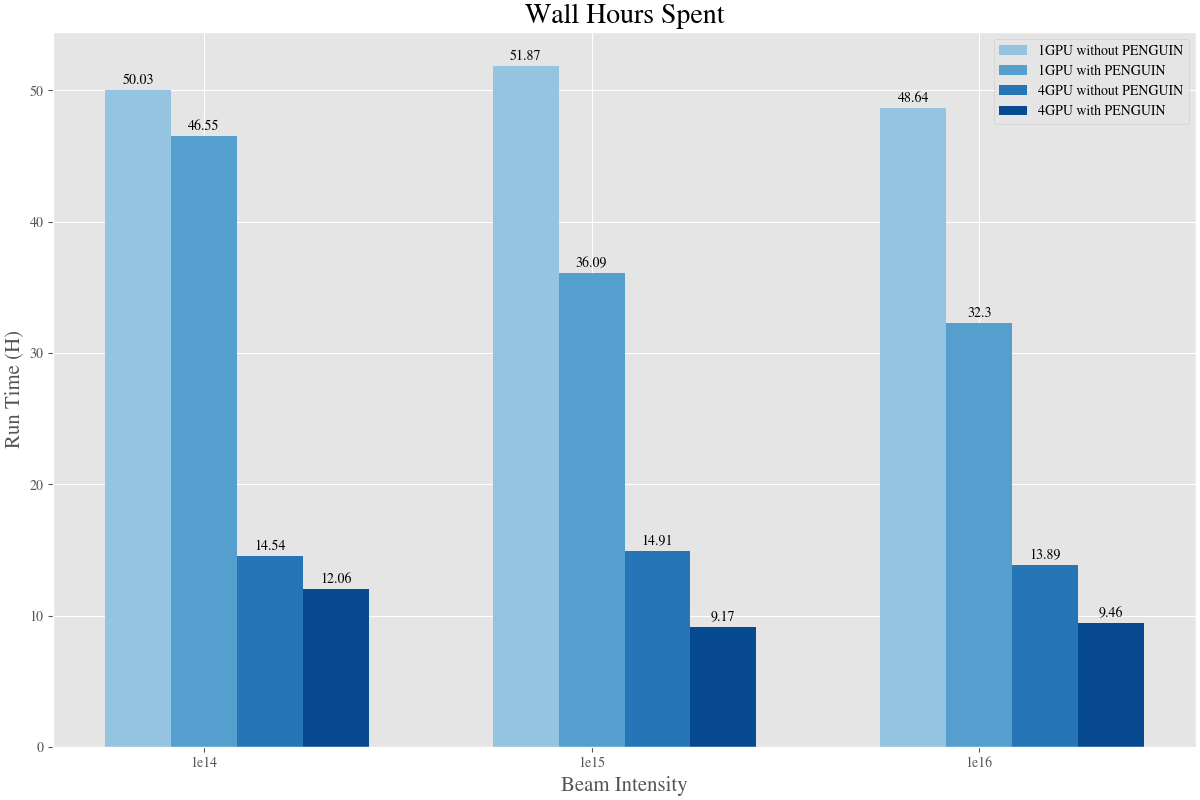 Wall Hours Spent
1GPU without PENGUIN
1GPU with PENGUIN
4GPU without PENGUIN
4GPU with PENGUIN
50.03
46.55
14.54
12.06
51.87
36.09
14.91
9.17
48.64
32.3
13.89
9.46
Run Time (H)
50
40
30
20
10
0
1e14
1e15
1e16
Beam Intensity